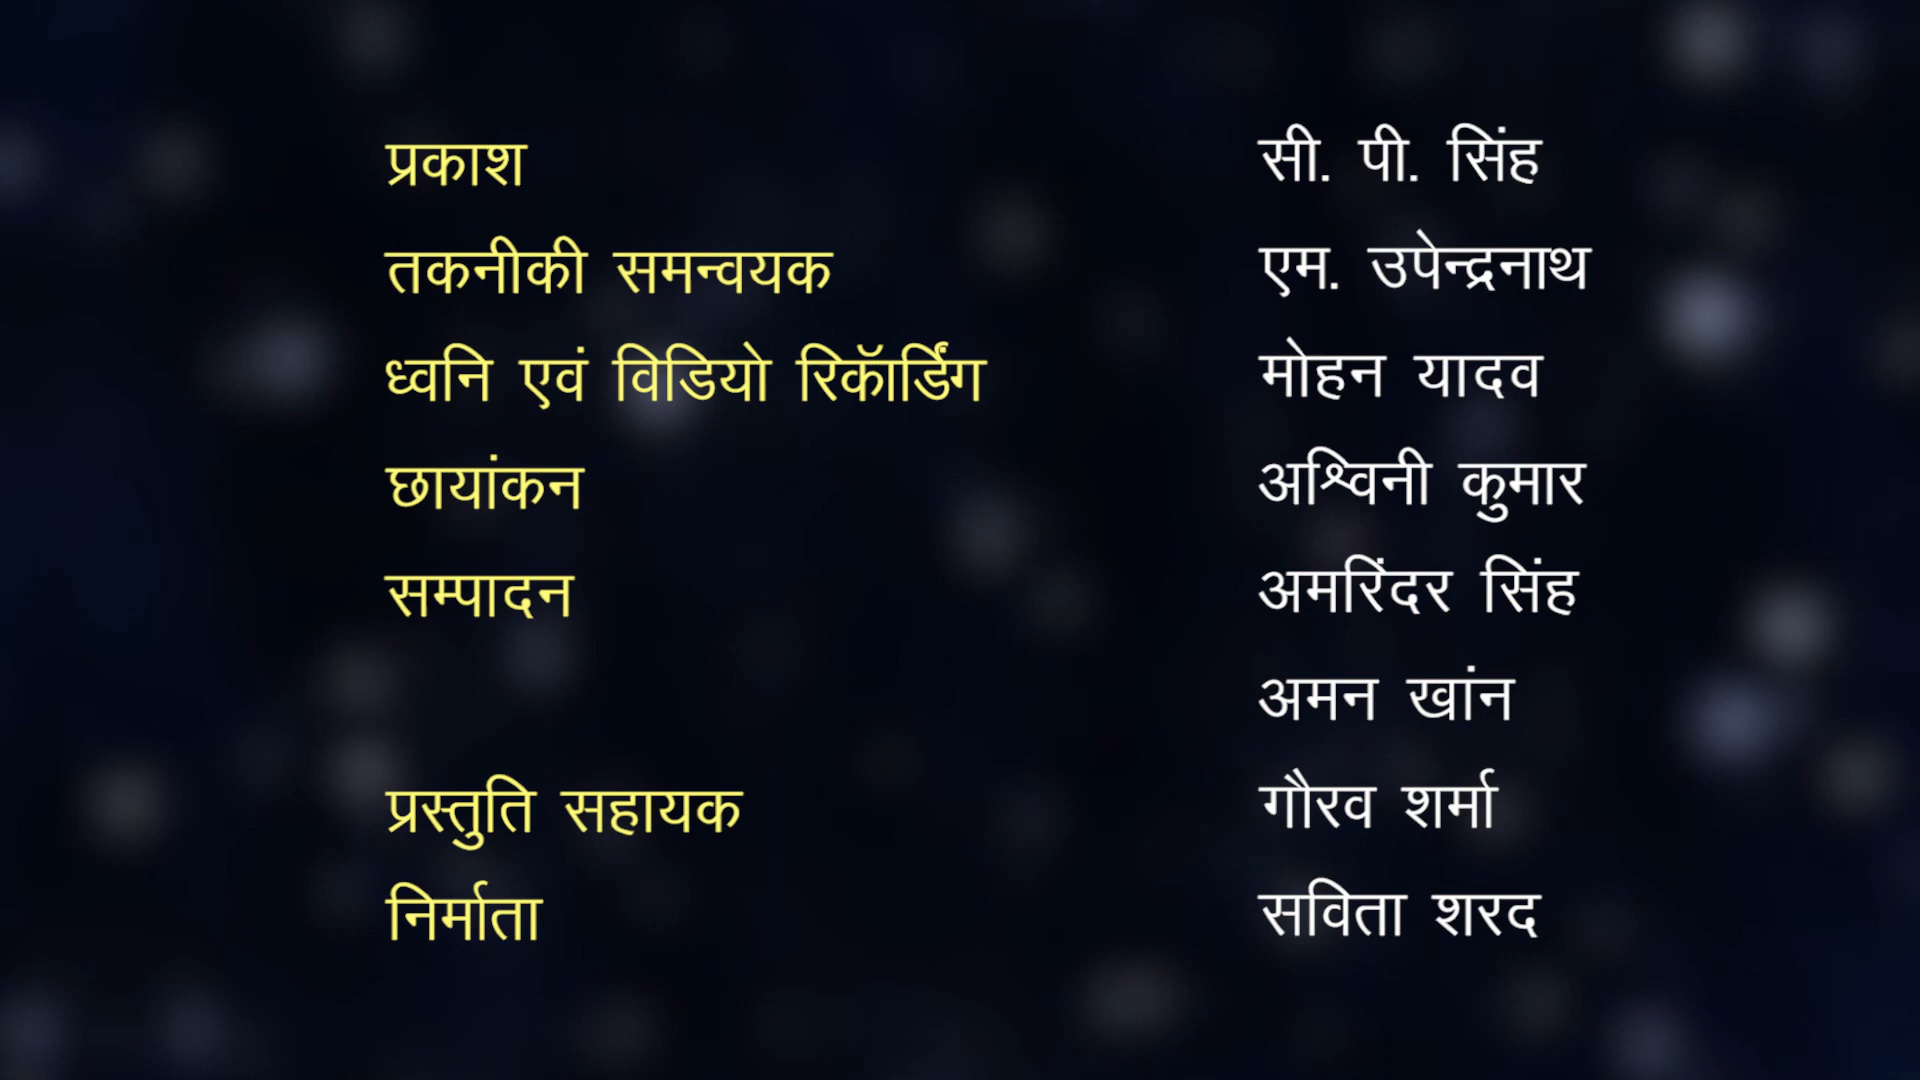 प्रकाश सी. पी. सिंह
तकनीकी समन्वयक एम. उपेन्द्रनाथ
ध्वनि एवं विडियो रिकॅार्डिंग मोहन यादव
छायांकन अश्विनी कुमार
सम्पादन अमरिंदर सिंह
अमन खांन
प्रस्तुति सहायक गौरव शर्मा
निर्माता सविता शरद